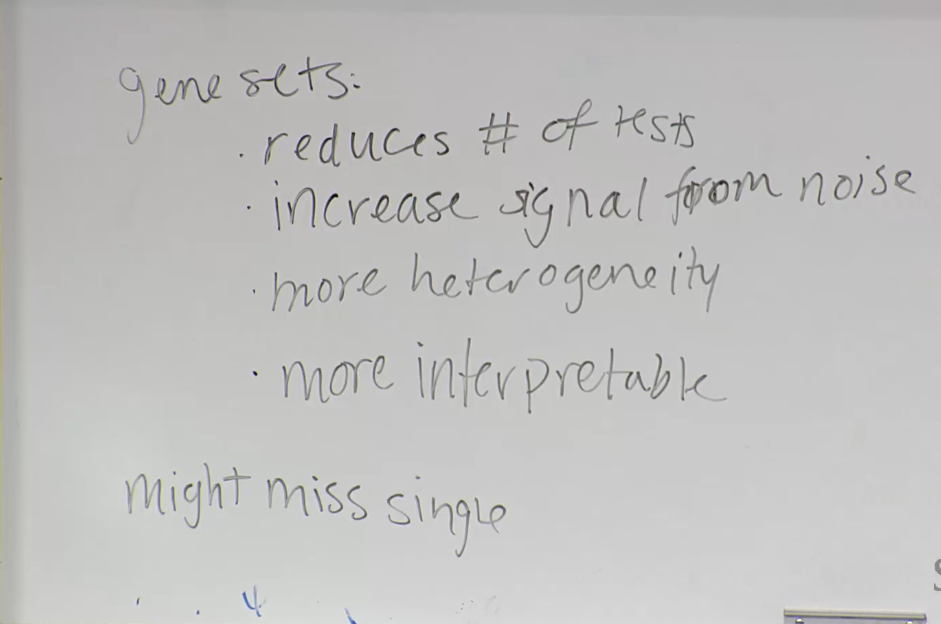 gene sets:
· reduces # of tests
· increase signal from noise
· more heterogeneity
· more interpretable
might miss single